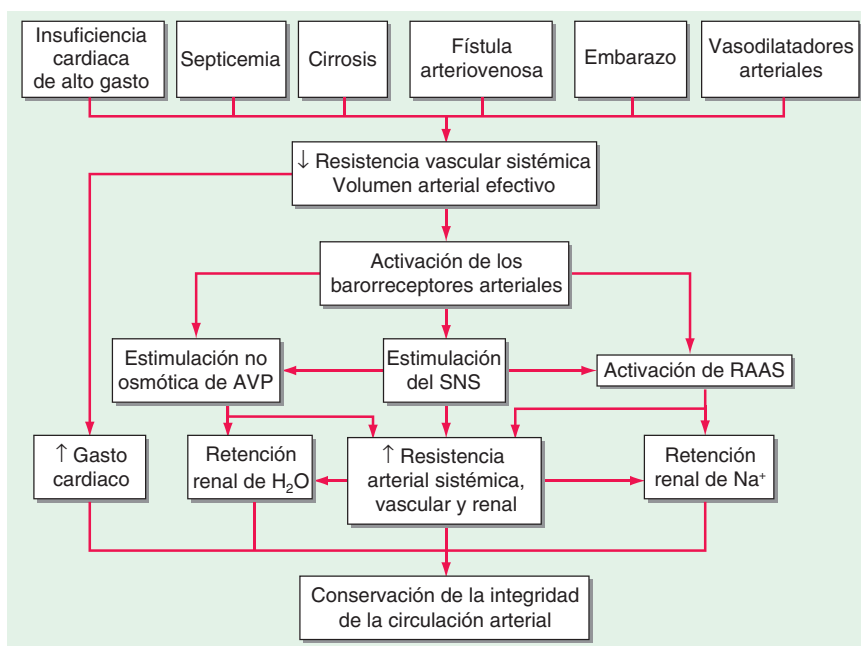 Insuficiencia
cardiaca
de alto gasto
Septicemia
Cirrosis
Fístula
arteriovenosa
Embarazo
Vasodilatadores
arteriales
↓ Resistencia vascular sistémica
Volumen arterial efectivo
Activación de los
barorreceptores arteriales
Estimulación no
osmótica de AVP
Estimulación
del SNS
Activación de RAAS
↑ Gasto
cardiaco
Retención
renal de H₂O
↑ Resistencia
arterial sistémica,
vascular y renal
Retención
renal de Na⁺
Conservación de la integridad
de la circulación arterial